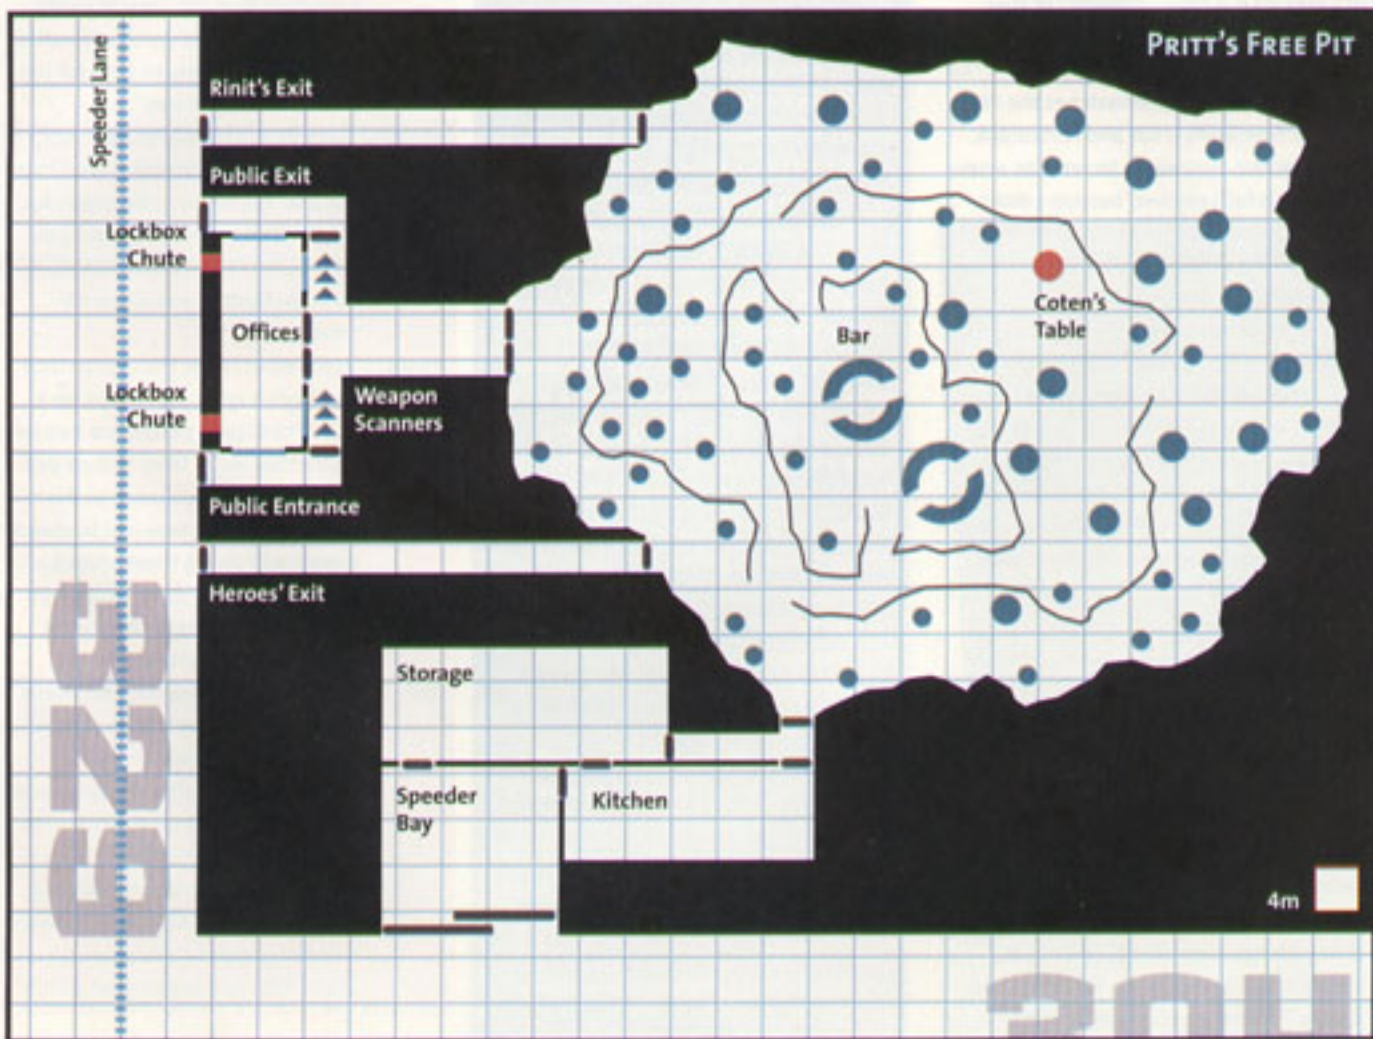 PRITT'S FREE PIT
Speeder Lane
Rinit's Exit
Public Exit
Lockbox
Chute
Offices
Lockbox
Chute
Weapon
Scanners
Public Entrance
Heroes' Exit
Bar
Coten's
Table
Storage
Speeder
Bay
Kitchen
4m
329